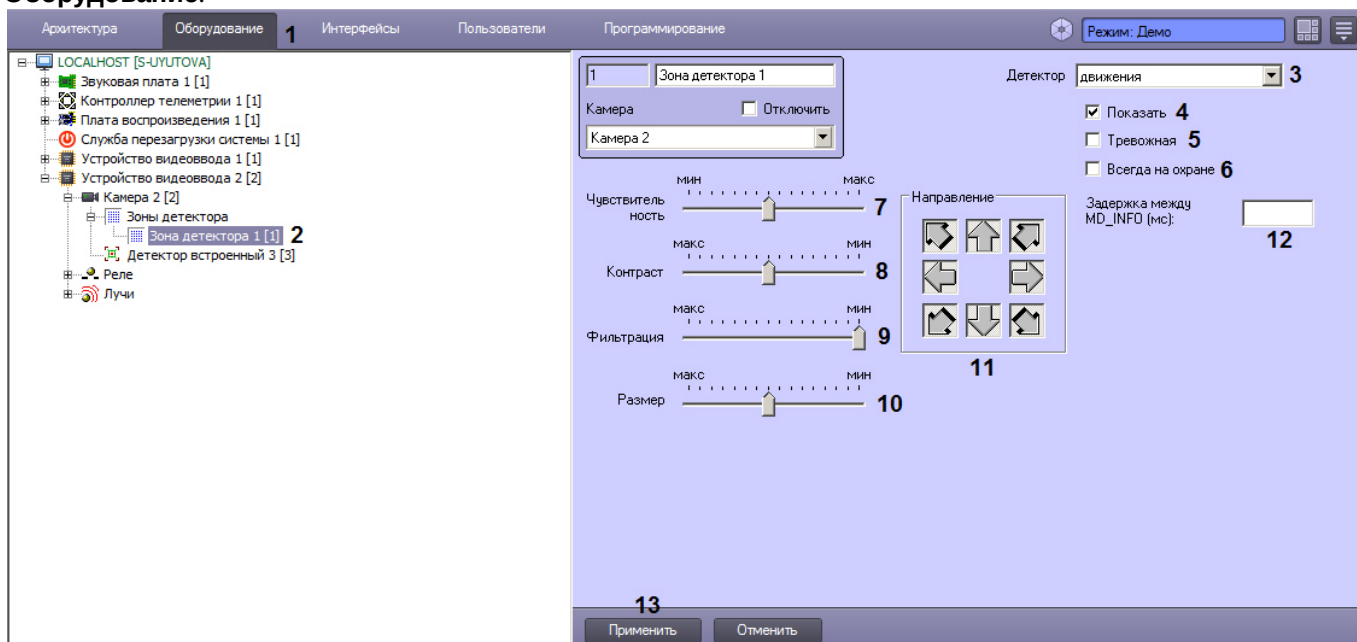 Оборудование.
Архитектура Оборудование 1 Интерфейсы Пользователи Программирование Режим: Демо
LOCALHOST [S-UYUTOVA]
Звуковая плата 1 [1]
Контроллер телеметрии 1 [1]
Плата воспроизведения 1 [1]
Служба перезагрузки системы 1 [1]
Устройство видеоввода 1 [1]
Устройство видеоввода 2 [2]
Камера 2 [2]
Зоны детектора
Зона детектора 1 [1] 2
Детектор встроенный 3 [3]
Реле
Лучи
1 Зона детектора 1
Камера Отключить
Камера 2
Детектор движения 3
Показать 4
Тревожная 5
Всегда на охране 6
мин макс
Чувствитель
ность 7
макс мин
Контраст 8
макс мин
Фильтрация 9
макс мин
Размер 10
Направление
11
Задержка между
MD_INFO (мс):
12
13
Применить Отменить